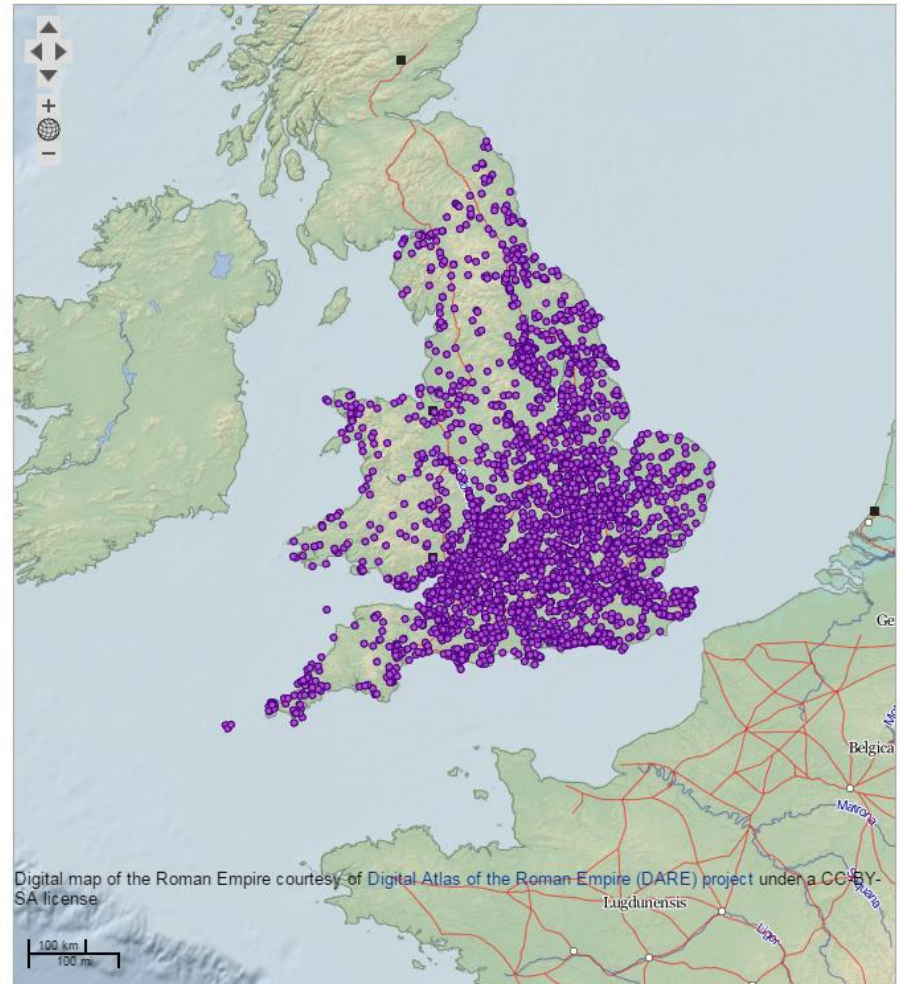 +
−
Ge
Belgica
Matrona
Digital map of the Roman Empire courtesy of Digital Atlas of the Roman Empire (DARE) project under a CC-BY-
SA license
Lugdunensis
Liger
100 km
100 mi